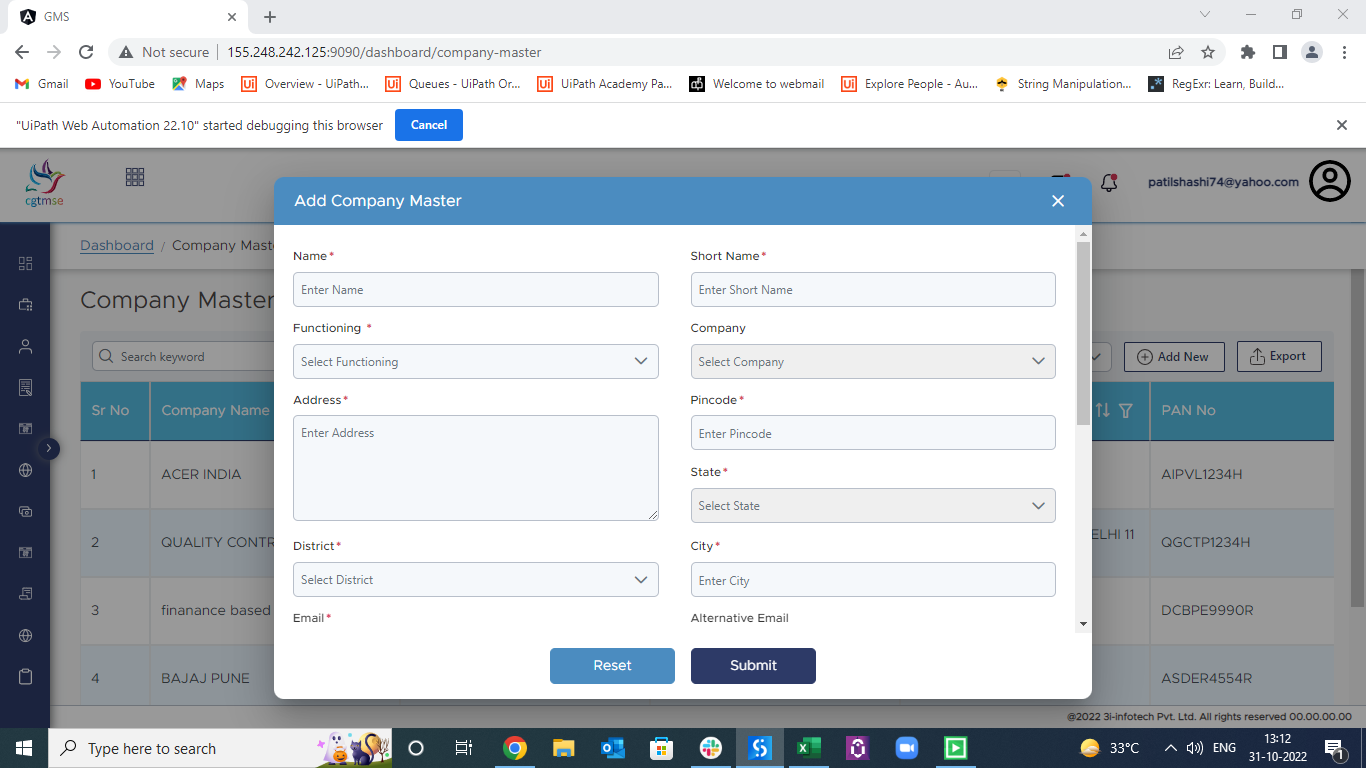 GMS
Not secure 155.248.242.125:9090/dashboard/company-master
Gmail YouTube Maps Overview - UiPath... Queues - UiPath Or... UiPath Academy Pa... Welcome to webmail Explore People - Au... String Manipulation... RegExr: Learn, Build...
"UiPath Web Automation 22.10" started debugging this browser Cancel
cgtmse
patilshashi74@yahoo.com
Add Company Master
Dashboard / Company Mast
Company Master
Search keyword
Add New Export
Sr No Company Name PAN No
1 ACER INDIA AIPVL1234H
2 QUALITY CONTR ELHI 11 QGCTP1234H
3 finanance based DCBPE9990R
4 BAJAJ PUNE ASDER4554R
Name* Short Name*
Enter Name Enter Short Name
Functioning * Company
Select Functioning Select Company
Address* Pincode*
Enter Address Enter Pincode
State*
Select State
District* City*
Select District Enter City
Email* Alternative Email
Reset Submit
@2022 3i-infotech Pvt. Ltd. All rights reserved 00.00.00.00
Type here to search 33°C ENG 13:12
31-10-2022 1